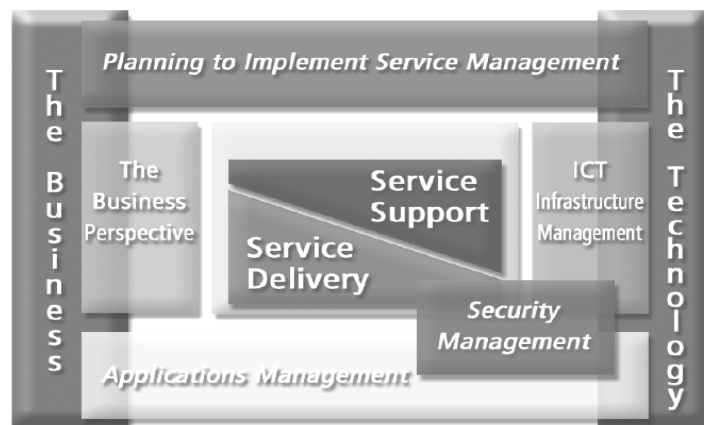 Planning to Implement Service Management
The Business
The
Business
Perspective
Service
Support
Service
Delivery
ICT
Infrastructure
Management
The Technology
Security
Management
Applications Management